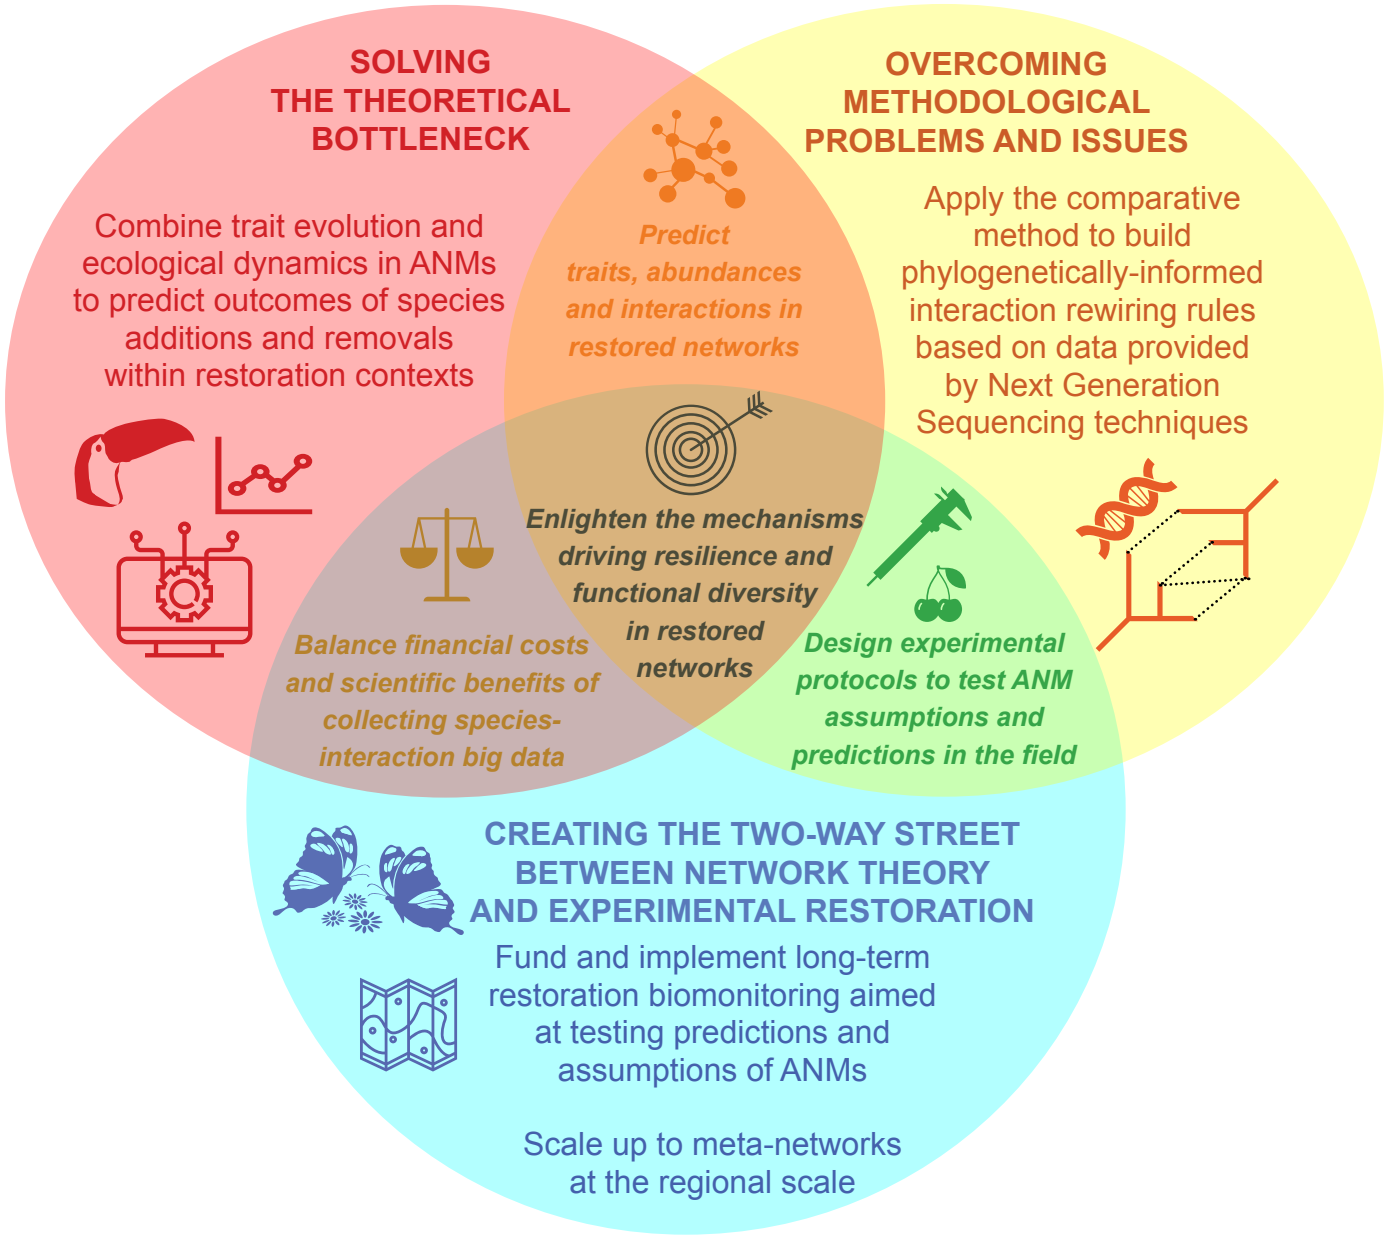 SOLVING
THE THEORETICAL
BOTTLENECK
Combine trait evolution and
ecological dynamics in ANMs
to predict outcomes of species
additions and removals
within restoration contexts
OVERCOMING
METHODOLOGICAL
PROBLEMS AND ISSUES
Apply the comparative
method to build
phylogenetically-informed
interaction rewiring rules
based on data provided
by Next Generation
Sequencing techniques
Predict
traits, abundances
and interactions in
restored networks
Enlighten the mechanisms
driving resilience and
functional diversity
in restored
networks
Balance financial costs
and scientific benefits of
collecting species-
interaction big data
Design experimental
protocols to test ANM
assumptions and
predictions in the field
CREATING THE TWO-WAY STREET
BETWEEN NETWORK THEORY
AND EXPERIMENTAL RESTORATION
Fund and implement long-term
restoration biomonitoring aimed
at testing predictions and
assumptions of ANMs
Scale up to meta-networks
at the regional scale